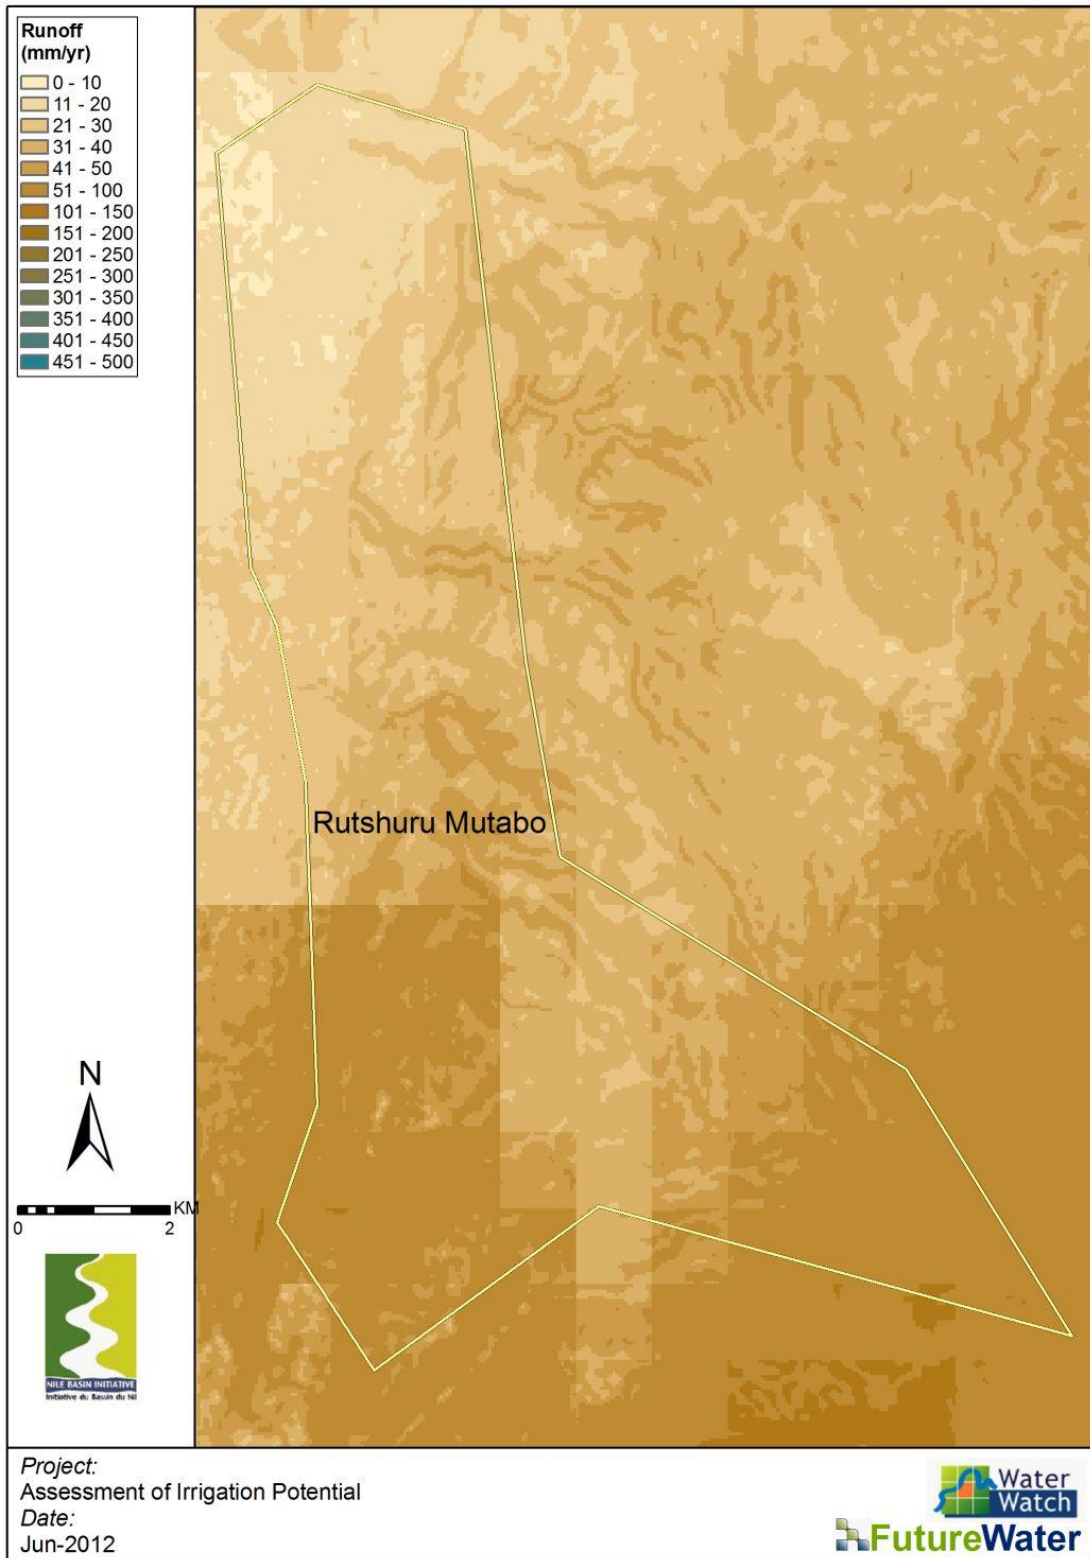 Runoff
(mm/yr)
0 - 10
11 - 20
21 - 30
31 - 40
41 - 50
51 - 100
101 - 150
151 - 200
201 - 250
251 - 300
301 - 350
351 - 400
401 - 450
451 - 500
Rutshuru Mutabo
N
KM
0 2
NILE BASIN INITIATIVE
Initiative du Bassin du Nil
Project:
Assessment of Irrigation Potential
Date:
Jun-2012
Water
Watch
FutureWater